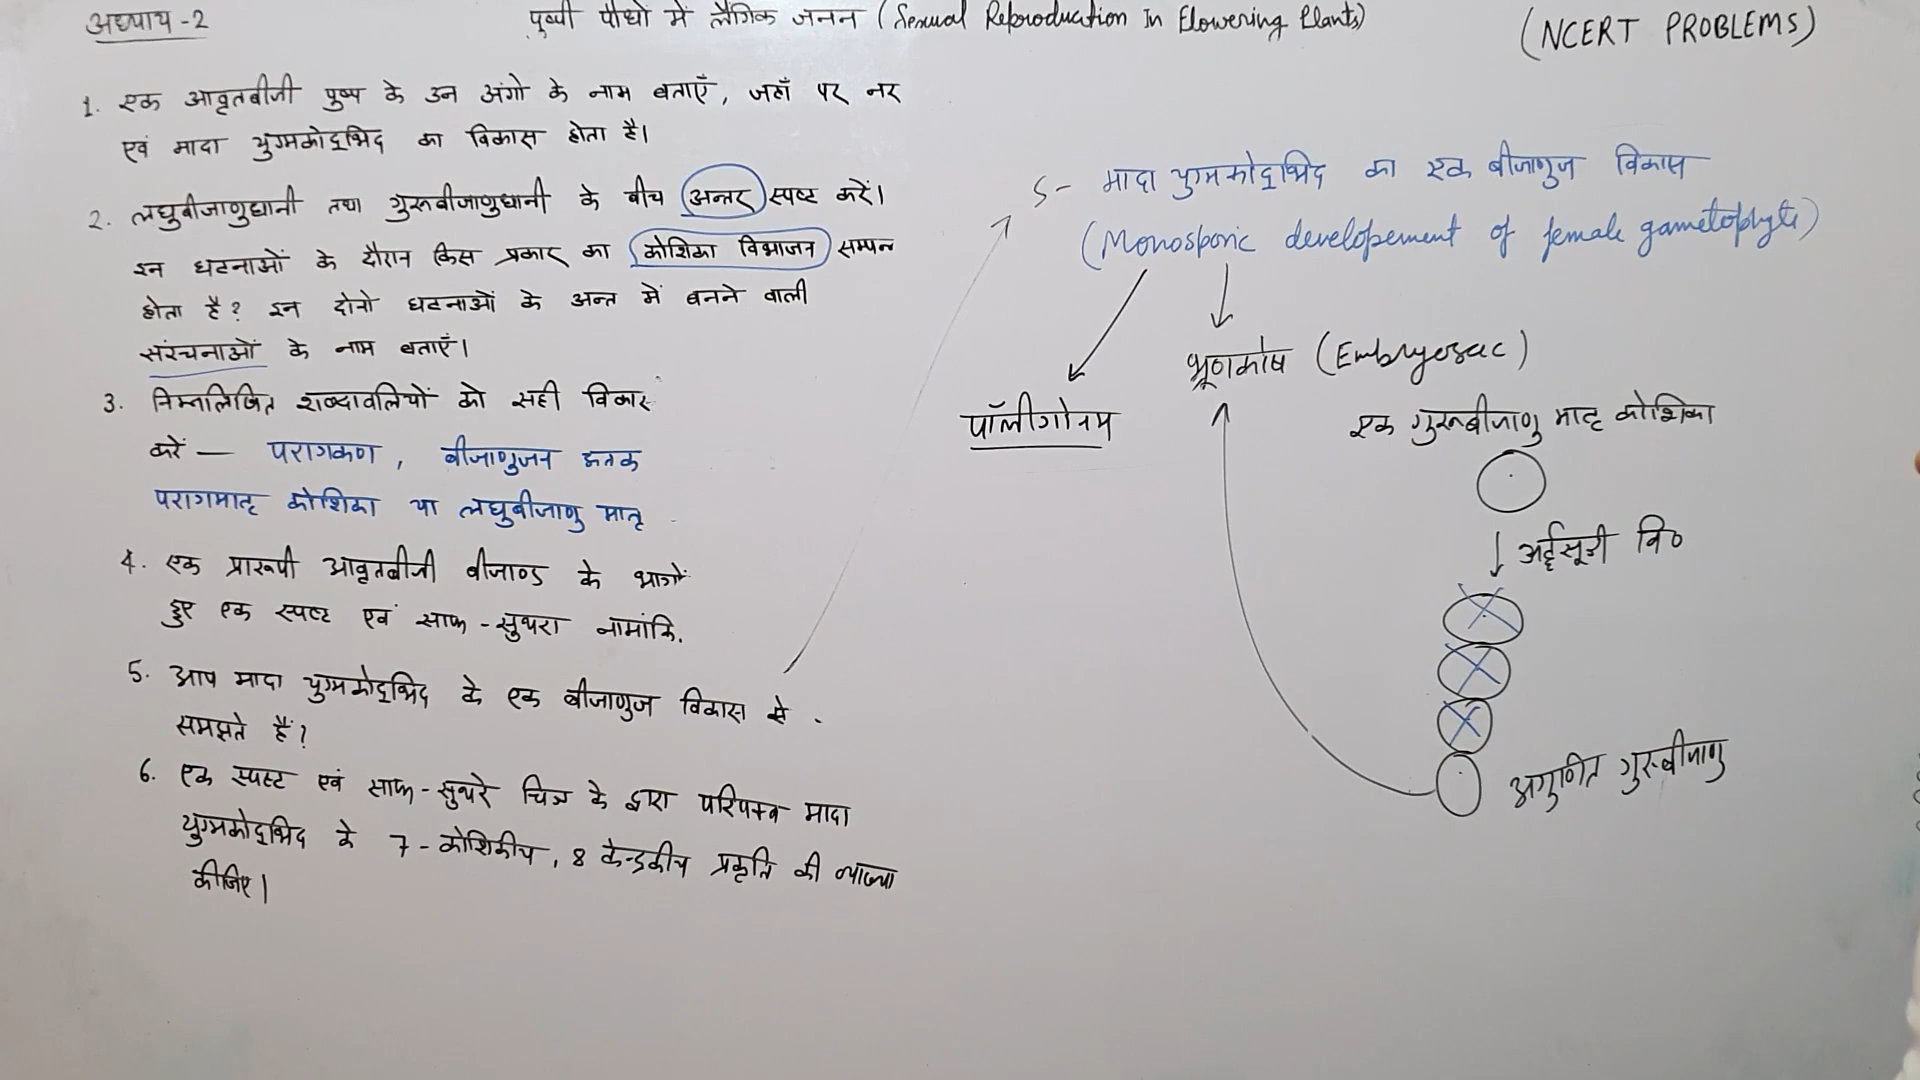 अध्याय -2
पुष्पी पौधों में लैंगिक जनन (Sexual Reproduction In Flowering Plants)
(NCERT PROBLEMS)
1. एक आवृतबीजी पुष्प के उन अंगो के नाम बताएँ, जहाँ पर नर
एवं मादा युग्मकोद्भिद का विकास होता है।
2. लघुबीजाणुधानी तथा गुरूबीजाणुधानी के बीच अन्तर स्पष्ट करें।
इन घटनाओं के दौरान किस प्रकार का कोशिका विभाजन सम्पन्न
होता है? इन दोनो घटनाओं के अन्त में बनने वाली
संरचनाओं के नाम बताएँ।
3. निम्नलिखित शब्दावलियों को सही विकास
करें — परागकण, बीजाणुजन ऊतक
परागमातृ कोशिका या लघुबीजाणु मातृ
4. एक प्रारूपी आवृतबीजी बीजाण्ड के भागों
हुए एक स्पष्ट एवं साफ-सुथरा नामांकि.
5. आप मादा युग्मकोद्भिद के एक बीजाणुज विकास से
समझते हैं?
6. एक स्पस्ट एवं साफ-सुथरे चित्र के द्वारा परिपक्व मादा
युग्मकोद्भिद के 7-कोशिकीय, 8 केन्द्रकीय प्रकृति की व्याख्या
कीजिए।
5- मादा युग्मकोद्भिद का एक बीजाणुज विकास
(Monosporic developement of female gametophyte)
भ्रूणकोष (Embryosac)
पॉलीगोनम
एक गुरूबीजाणु मातृ कोशिका
अर्द्दसूत्री वि०
अगुणित गुरुबीजाणु